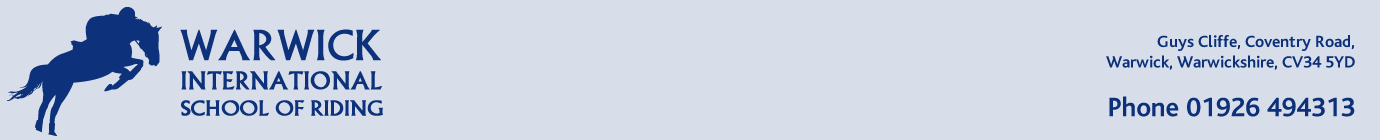 WARWICK
INTERNATIONAL
SCHOOL OF RIDING
Guys Cliffe, Coventry Road,
Warwick, Warwickshire, CV34 5YD
Phone 01926 494313